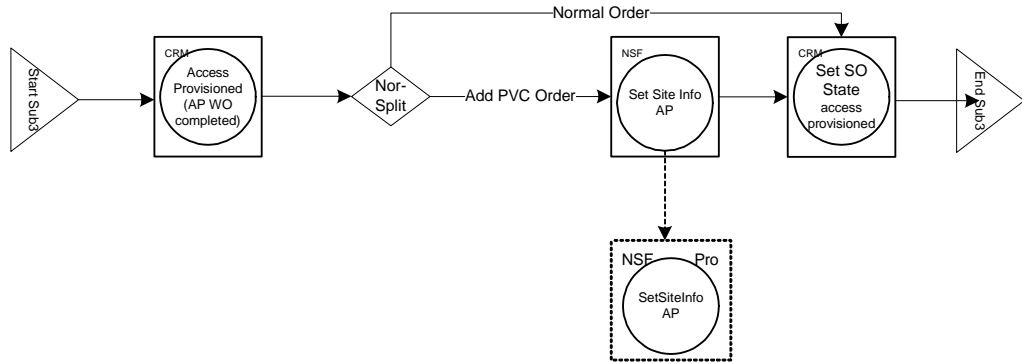 Normal Order
Start Sub3
CRM
Access
Provisioned
(AP WO
completed)
Nor-
Split
Add PVC Order
NSF
Set Site Info
AP
CRM
Set SO
State
access
provisioned
End Sub3
NSF Pro
SetSiteInfo
AP